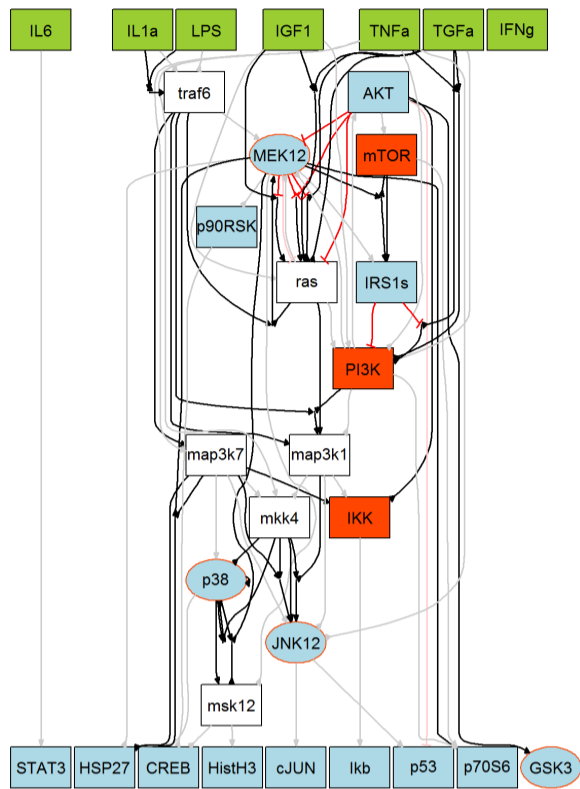 IL6
IL1a
LPS
IGF1
TNFa
TGFa
IFNg
traf6
AKT
MEK12
mTOR
p90RSK
ras
IRS1s
PI3K
map3k7
map3k1
mkk4
IKK
p38
JNK12
msk12
STAT3
HSP27
CREB
HistH3
cJUN
Ikb
p53
p70S6
GSK3